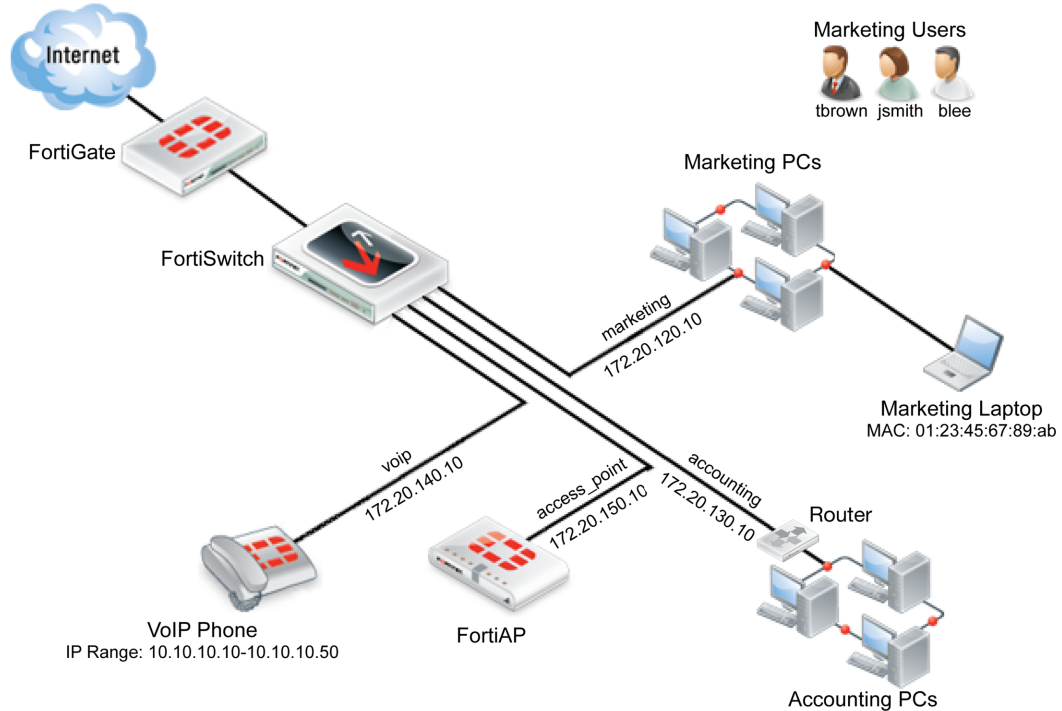 Internet
FortiGate
FortiSwitch
Marketing Users
tbrown jsmith blee
Marketing PCs
marketing
172.20.120.10
Marketing Laptop
MAC: 01:23:45:67:89:ab
voip
172.20.140.10
access_point
172.20.150.10
accounting
172.20.130.10
Router
VoIP Phone
IP Range: 10.10.10.10-10.10.10.50
FortiAP
Accounting PCs